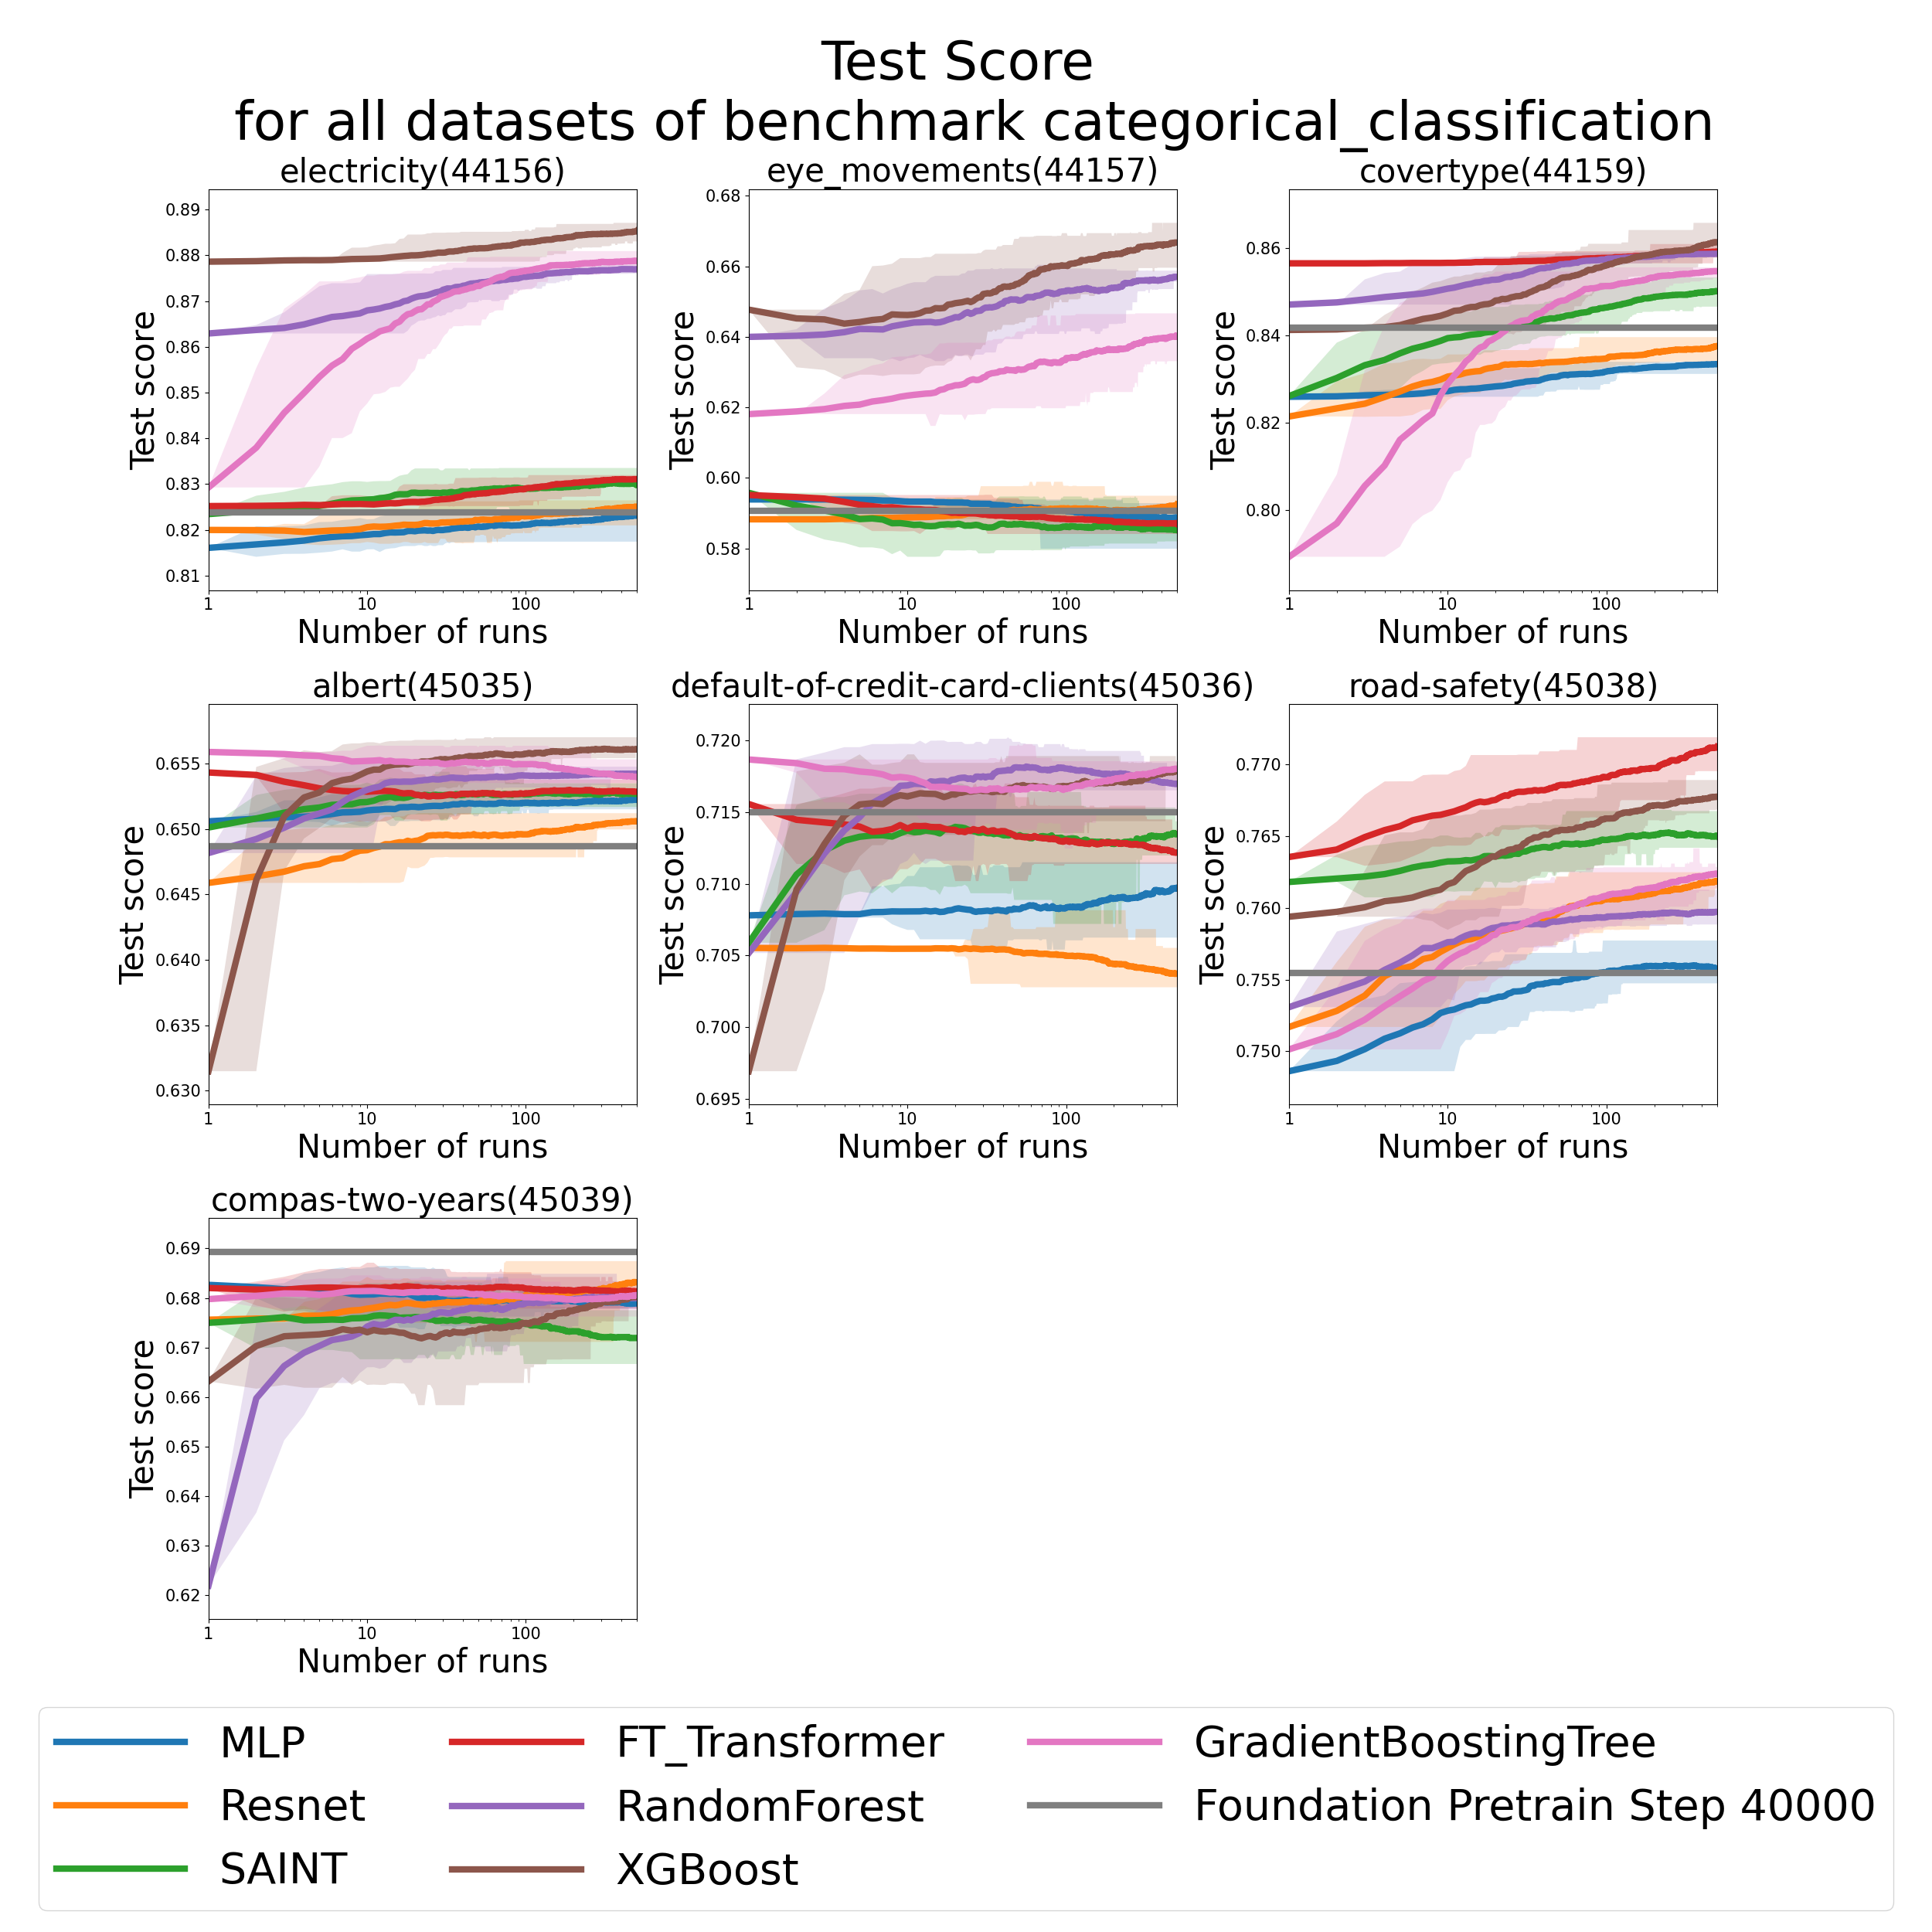 Test Score
for all datasets of benchmark categorical_classification
electricity(44156)
0.89
0.88
0.87
0.86
0.85
0.84
0.83
0.82
0.81
Test score
1
10
100
Number of runs
eye_movements(44157)
0.68
0.66
0.64
0.62
0.60
0.58
Test score
1
10
100
Number of runs
covertype(44159)
0.86
0.84
0.82
0.80
Test score
1
10
100
Number of runs
albert(45035)
0.655
0.650
0.645
0.640
0.635
0.630
Test score
1
10
100
Number of runs
default-of-credit-card-clients(45036)
0.720
0.715
0.710
0.705
0.700
0.695
Test score
1
10
100
Number of runs
road-safety(45038)
0.770
0.765
0.760
0.755
0.750
Test score
1
10
100
Number of runs
compas-two-years(45039)
0.69
0.68
0.67
0.66
0.65
0.64
0.63
0.62
Test score
1
10
100
Number of runs
MLP
Resnet
SAINT
FT_Transformer
RandomForest
XGBoost
GradientBoostingTree
Foundation Pretrain Step 40000